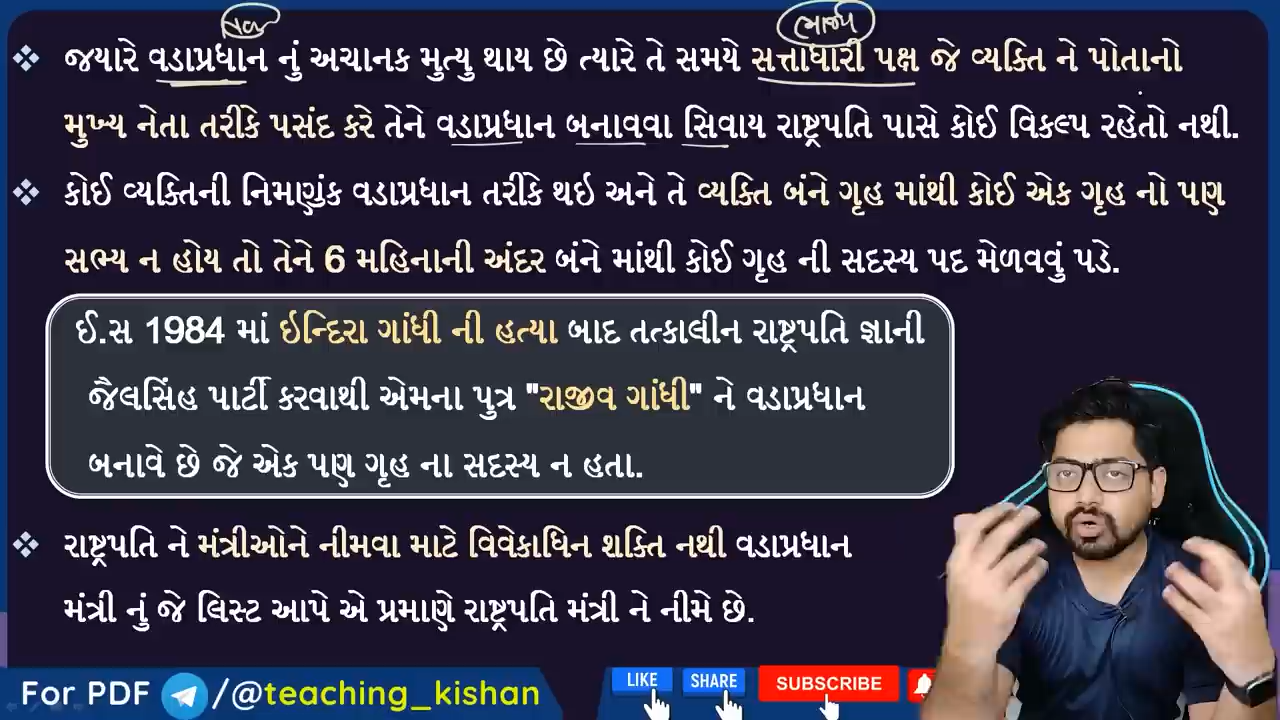 ભાજપ
જયારે વડાપ્રધાન નું અચાનક મુત્યુ થાય છે ત્યારે તે સમયે સત્તાધારી પક્ષ જે વ્યક્તિ ને પોતાનો
મુખ્ય નેતા તરીકે પસંદ કરે તેને વડાપ્રધાન બનાવવા સિવાય રાષ્ટ્રપતિ પાસે કોઈ વિકલ્પ રહેતો નથી.
કોઈ વ્યક્તિની નિમણુંક વડાપ્રધાન તરીકે થઇ અને તે વ્યક્તિ બંને ગૃહ માંથી કોઈ એક ગૃહ નો પણ
સભ્ય ન હોય તો તેને 6 મહિનાની અંદર બંને માંથી કોઈ ગૃહ ની સદસ્ય પદ મેળવવું પડે.
ઈ.સ 1984 માં ઇન્દિરા ગાંધી ની હત્યા બાદ તત્કાલીન રાષ્ટ્રપતિ જ્ઞાની
જૈલસિંહ પાર્ટી કરવાથી એમના પુત્ર "રાજીવ ગાંધી" ને વડાપ્રધાન
બનાવે છે જે એક પણ ગૃહ ના સદસ્ય ન હતા.
રાષ્ટ્રપતિ ને મંત્રીઓને નીમવા માટે વિવેકાધિન શક્તિ નથી વડાપ્રધાન
મંત્રી નું જે લિસ્ટ આપે એ પ્રમાણે રાષ્ટ્રપતિ મંત્રી ને નીમે છે.
For PDF /@teaching_kishan
LIKE SHARE SUBSCRIBE